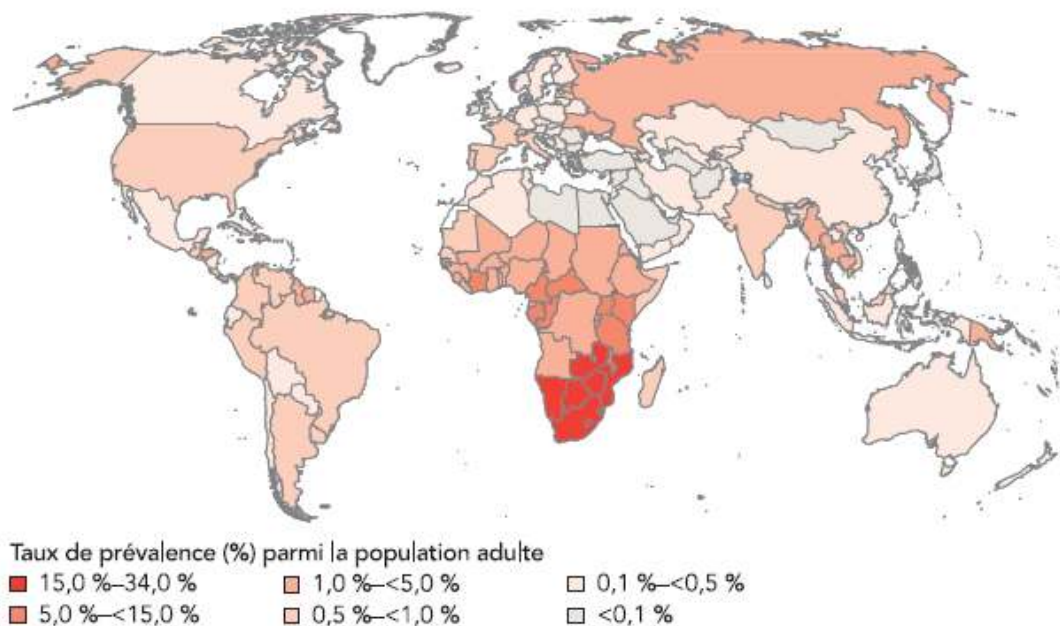 Taux de prévalence (%) parmi la population adulte
15,0 %–34,0 % 1,0 %–<5,0 % 0,1 %–<0,5 %
5,0 %–<15,0 % 0,5 %–<1,0 % <0,1 %